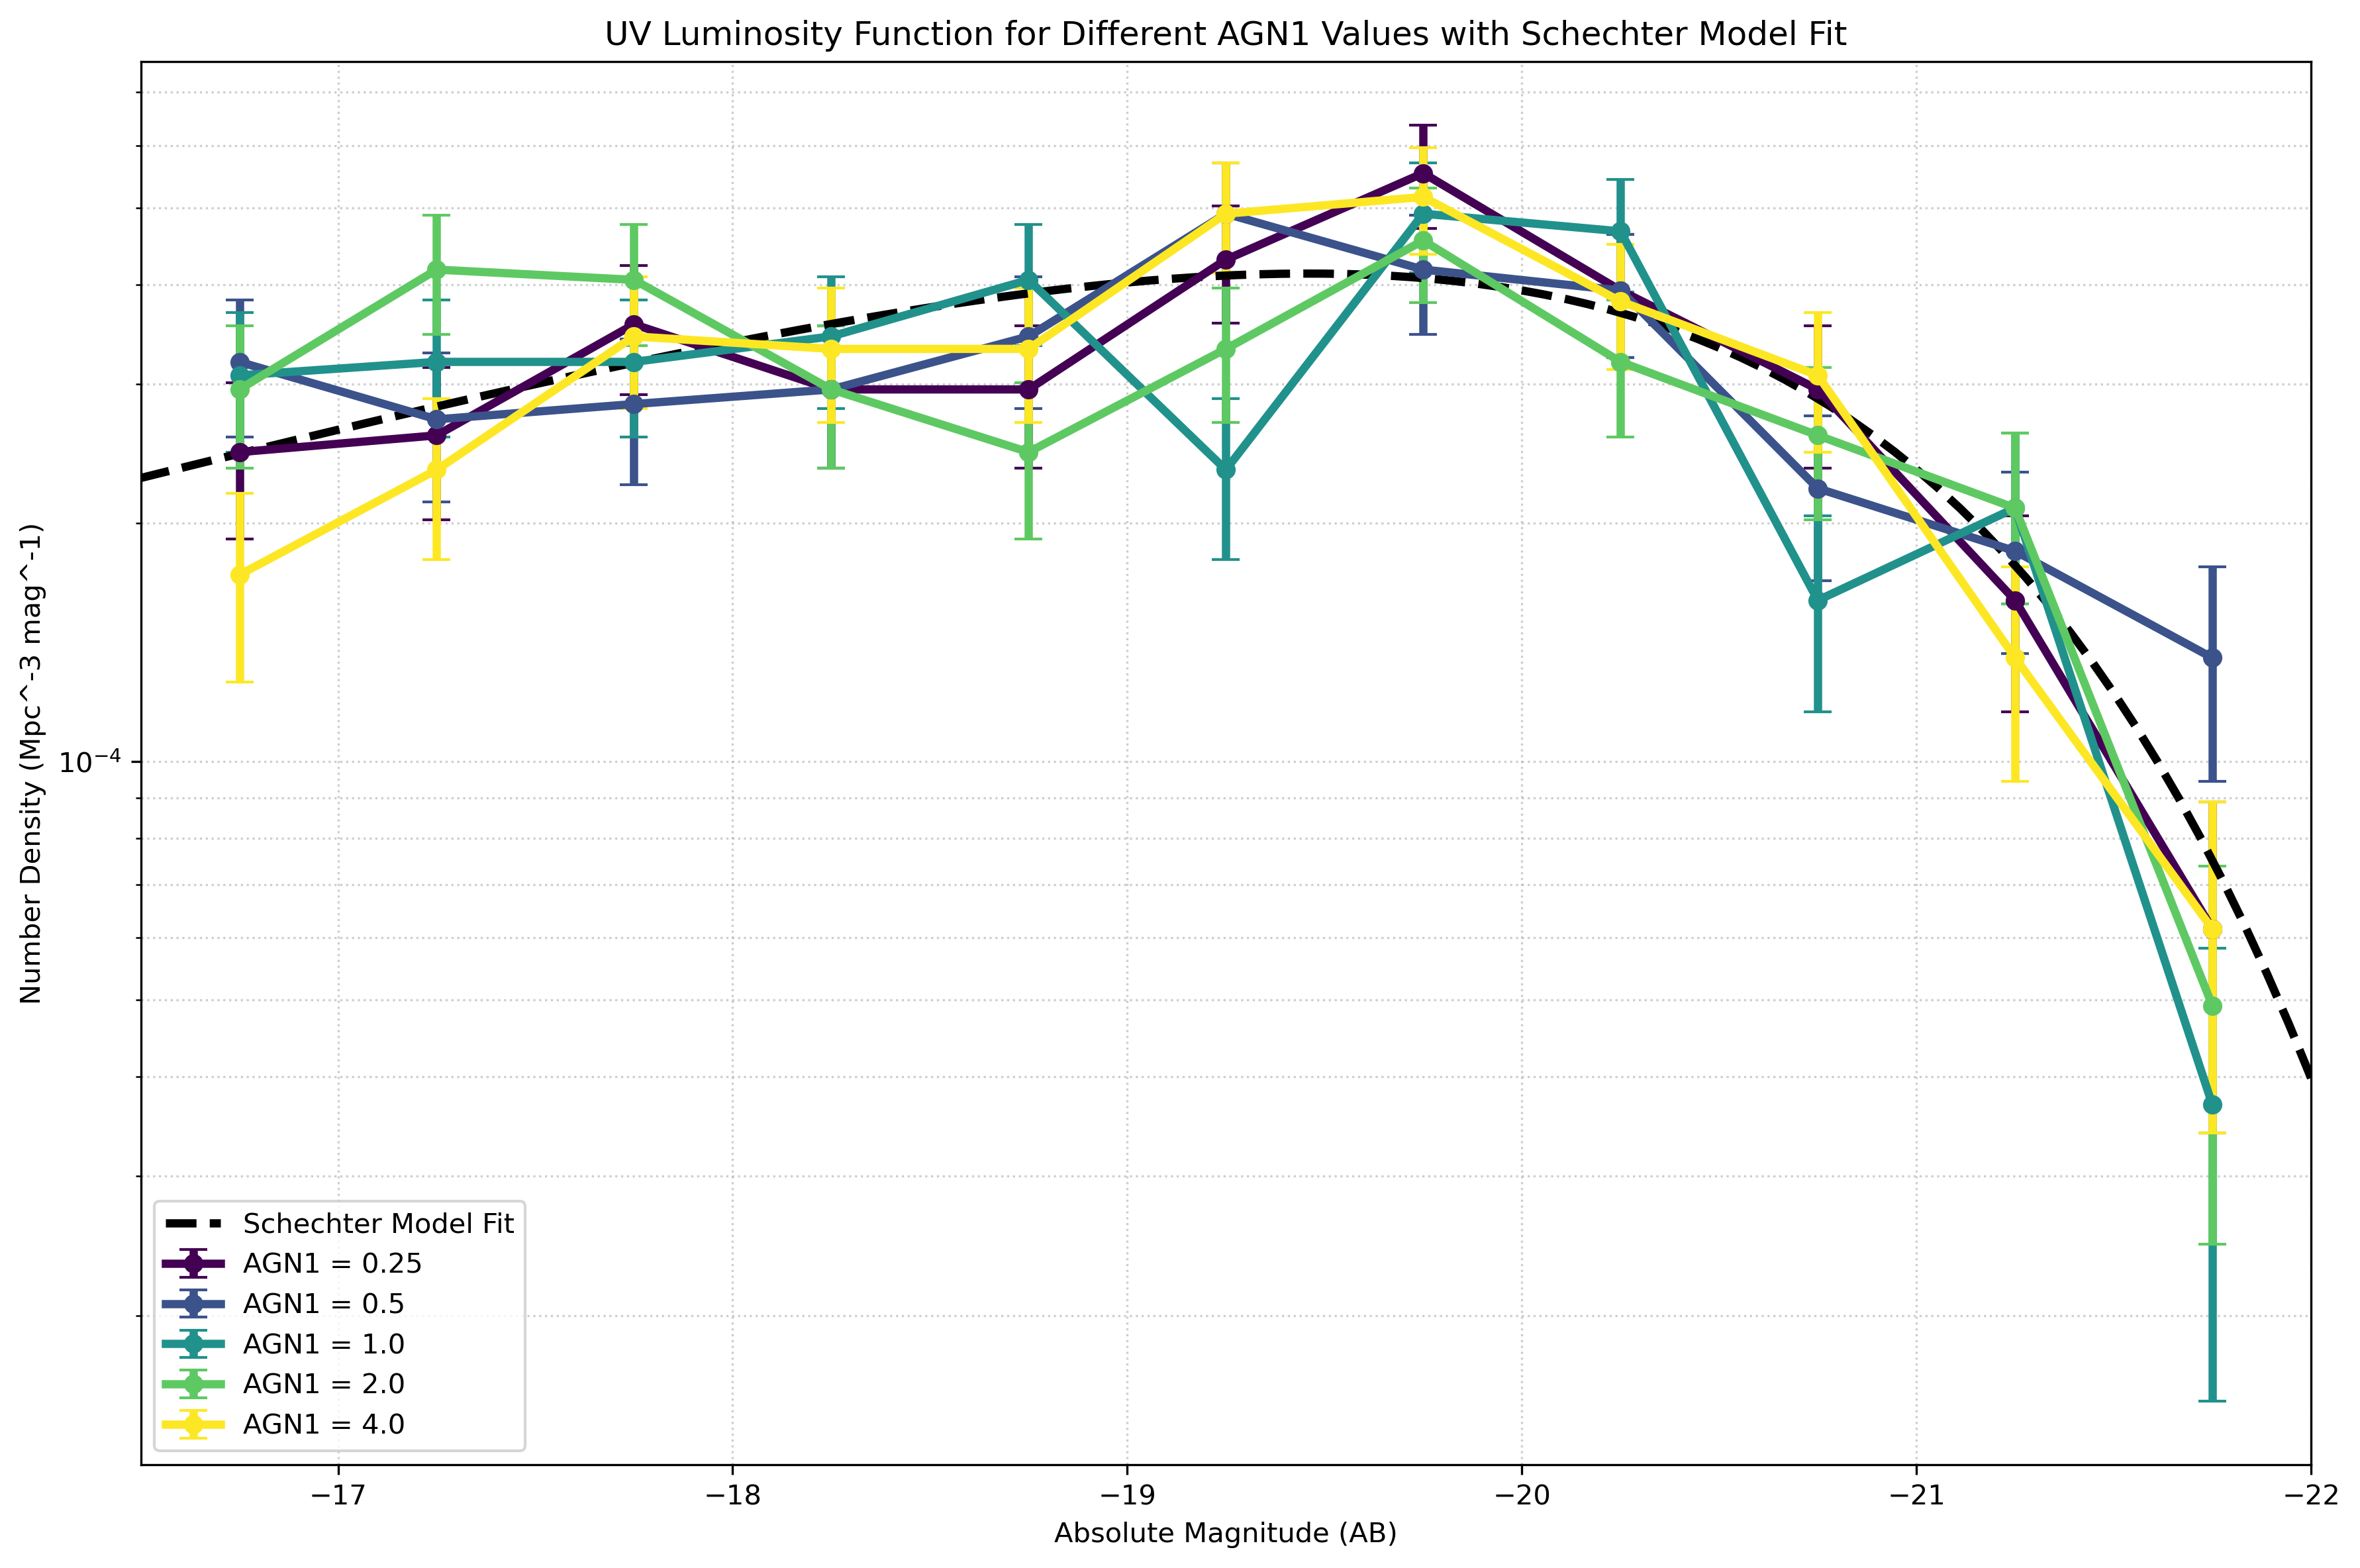 UV Luminosity Function for Different AGN1 Values with Schechter Model Fit
Number Density (Mpc^-3 mag^-1)
10⁻⁴
Schechter Model Fit
AGN1 = 0.25
AGN1 = 0.5
AGN1 = 1.0
AGN1 = 2.0
AGN1 = 4.0
−17 −18 −19 −20 −21 −22
Absolute Magnitude (AB)